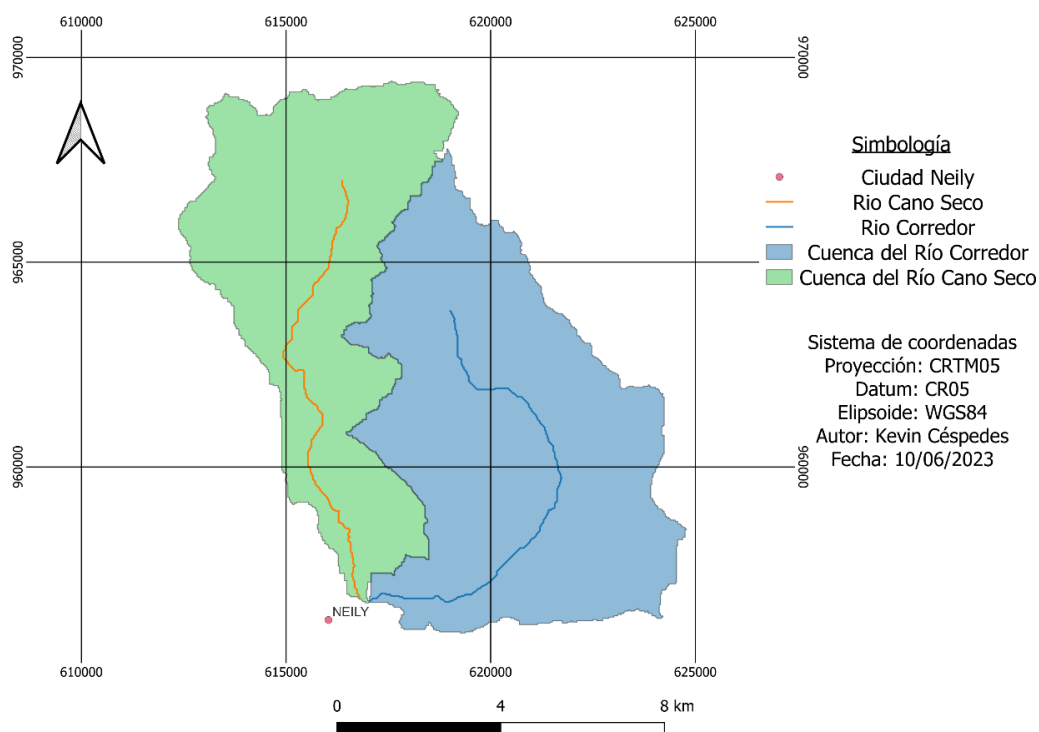 610000
615000
620000
625000
970000
970000
965000
960000
960000
NEILY
610000
615000
620000
625000
0
4
8 km
Simbología
Ciudad Neily
Rio Cano Seco
Rio Corredor
Cuenca del Río Corredor
Cuenca del Río Cano Seco
Sistema de coordenadas
Proyección: CRTM05
Datum: CR05
Elipsoide: WGS84
Autor: Kevin Céspedes
Fecha: 10/06/2023